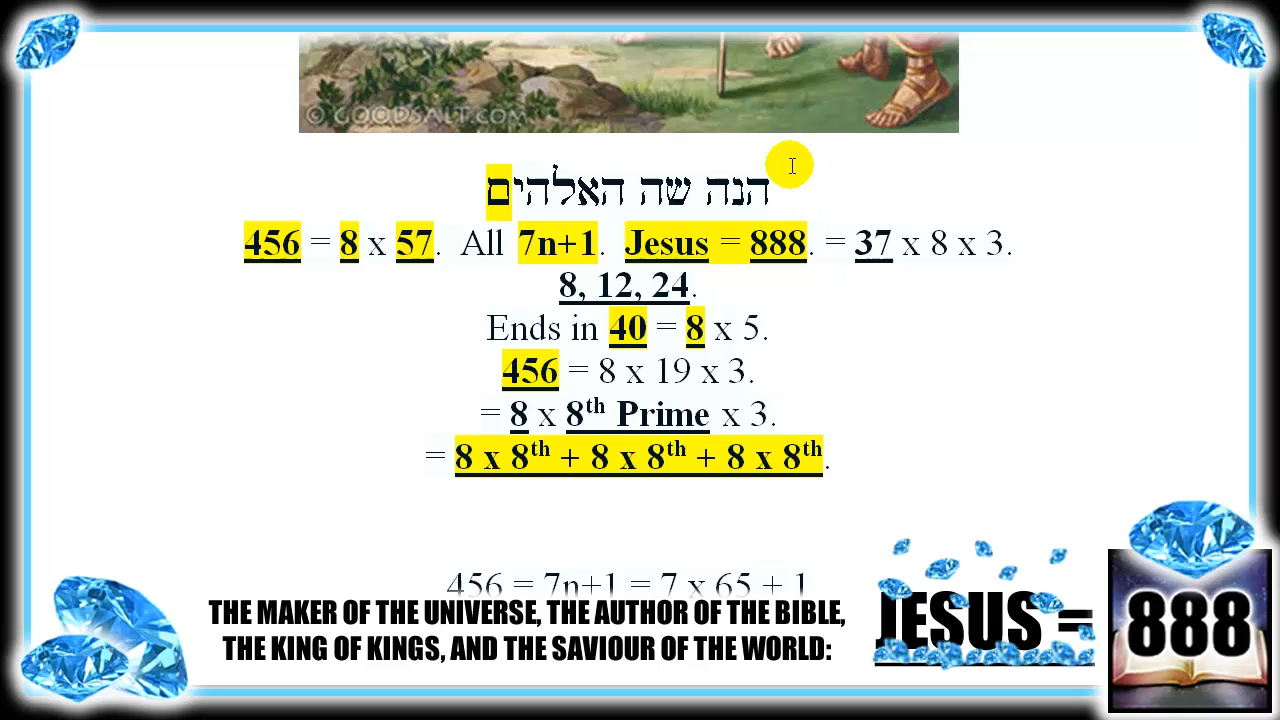 © GOODSALT.COM
הנה שה האלהים
456 = 8 x 57. All 7n+1. Jesus = 888. = 37 x 8 x 3.
8, 12, 24.
Ends in 40 = 8 x 5.
456 = 8 x 19 x 3.
= 8 x 8th Prime x 3.
= 8 x 8th + 8 x 8th + 8 x 8th.
456 = 7n+1 = 7 x 65 + 1
THE MAKER OF THE UNIVERSE, THE AUTHOR OF THE BIBLE,
THE KING OF KINGS, AND THE SAVIOUR OF THE WORLD:
JESUS = 888